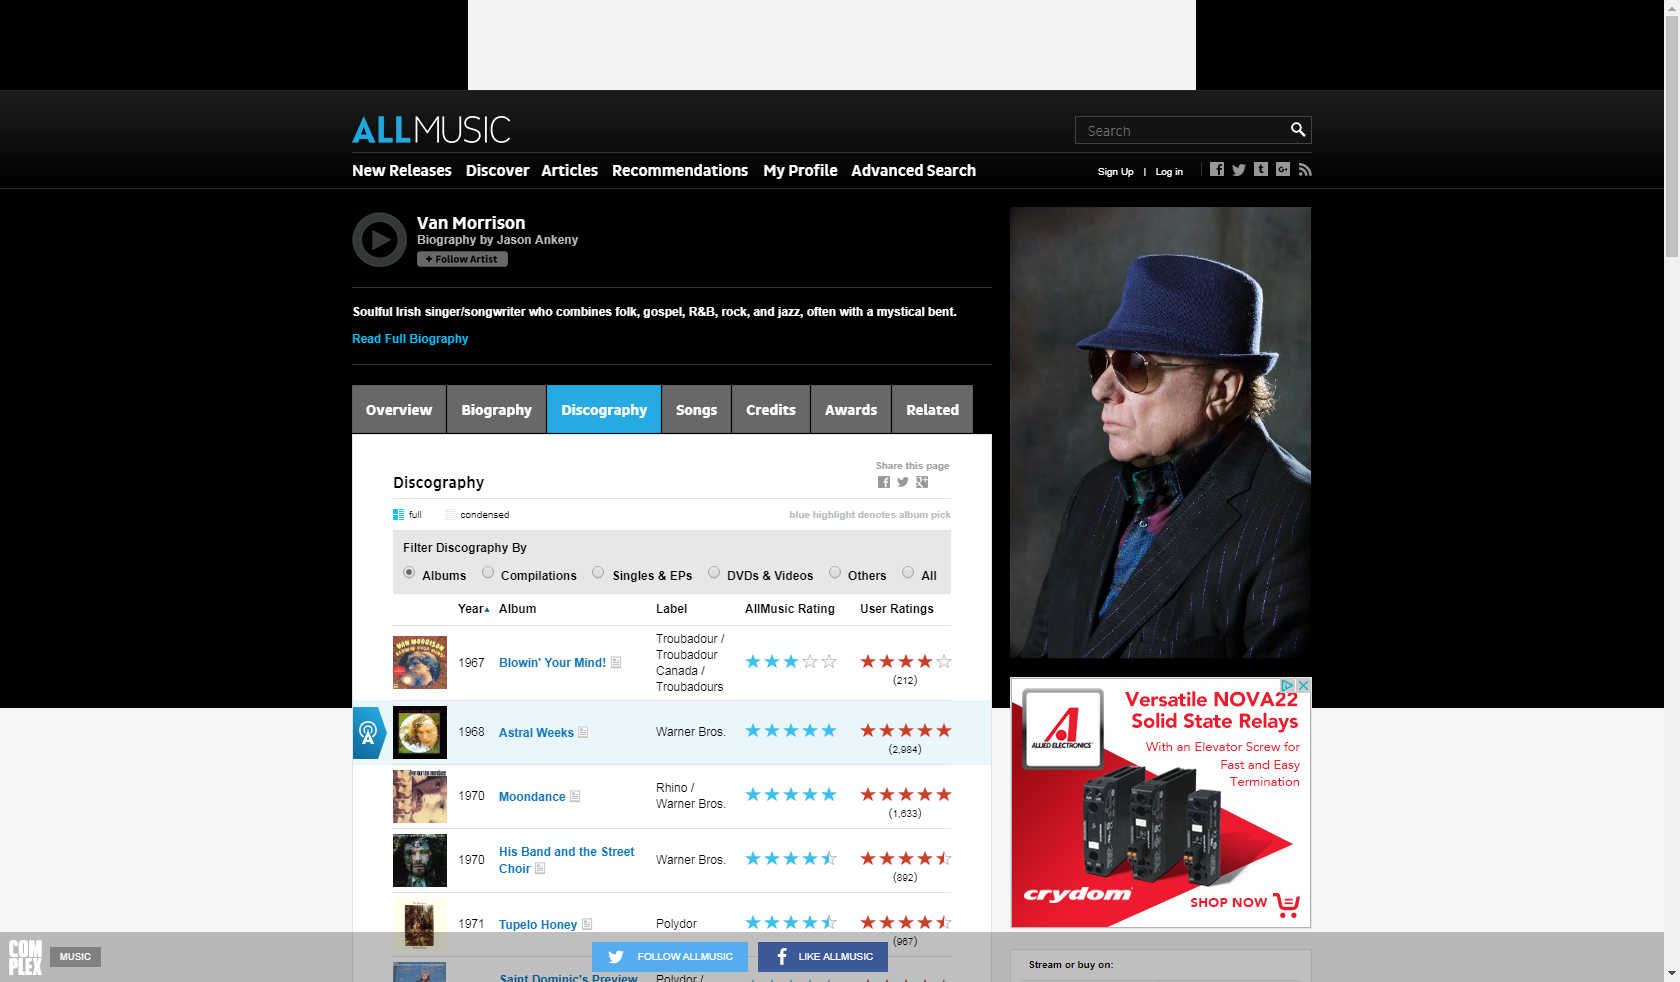 ALLMUSIC
Search
New Releases Discover Articles Recommendations My Profile Advanced Search
Sign Up | Log in
Van Morrison
Biography by Jason Ankeny
+ Follow Artist
Soulful Irish singer/songwriter who combines folk, gospel, R&B, rock, and jazz, often with a mystical bent.
Read Full Biography
Overview Biography Discography Songs Credits Awards Related
Share this page
Discography
full condensed
blue highlight denotes album pick
Filter Discography By
Albums Compilations Singles & EPs DVDs & Videos Others All
Year Album Label AllMusic Rating User Ratings
VAN MORRISON
BLOWIN' YOUR MIND!
1967 Blowin' Your Mind!
Troubadour /
Troubadour
Canada /
Troubadours
(212)
1968 Astral Weeks Warner Bros.
(2,984)
1970 Moondance
Rhino /
Warner Bros.
(1,633)
1970 His Band and the Street
Choir
Warner Bros.
(892)
1971 Tupelo Honey Polydor
(967)
Saint Dominic's Preview Polydor /
Versatile NOVA22
Solid State Relays
With an Elevator Screw for
Fast and Easy
Termination
ALLIED ELECTRONICS
crydom
SHOP NOW
Stream or buy on:
COMPLEX
MUSIC
FOLLOW ALLMUSIC
LIKE ALLMUSIC